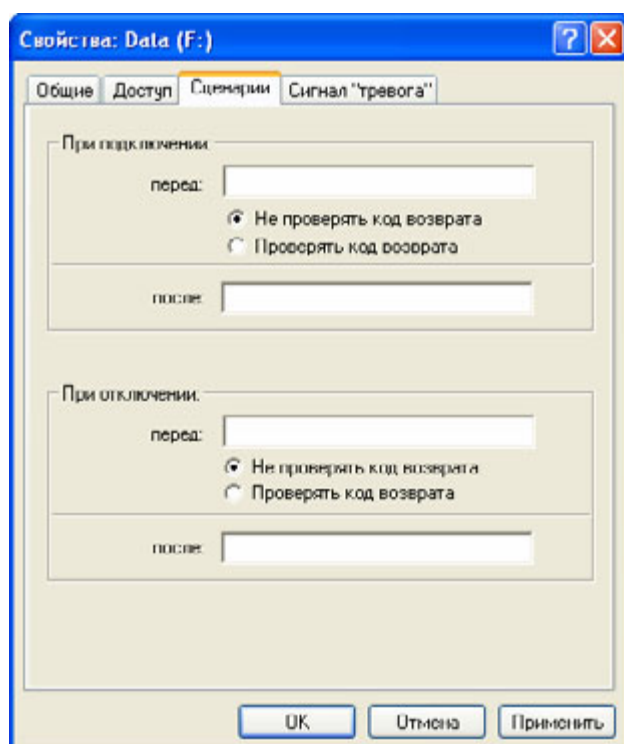 Свойства: Data (F:)
Общие Доступ Сценарии Сигнал "тревога"
При подключении:
перед:
Не проверять код возврата
Проверять код возврата
после:
При отключении:
перед:
Не проверять код возврата
Проверять код возврата
после:
OK Отмена Применить